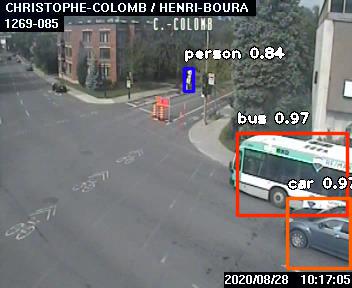 CHRISTOPHE-COLOMB / HENRI-BOURA
1269-085
C.-COLOMB
person 0.84
bus 0.97
car 0.97
2020/08/28 10:17:05